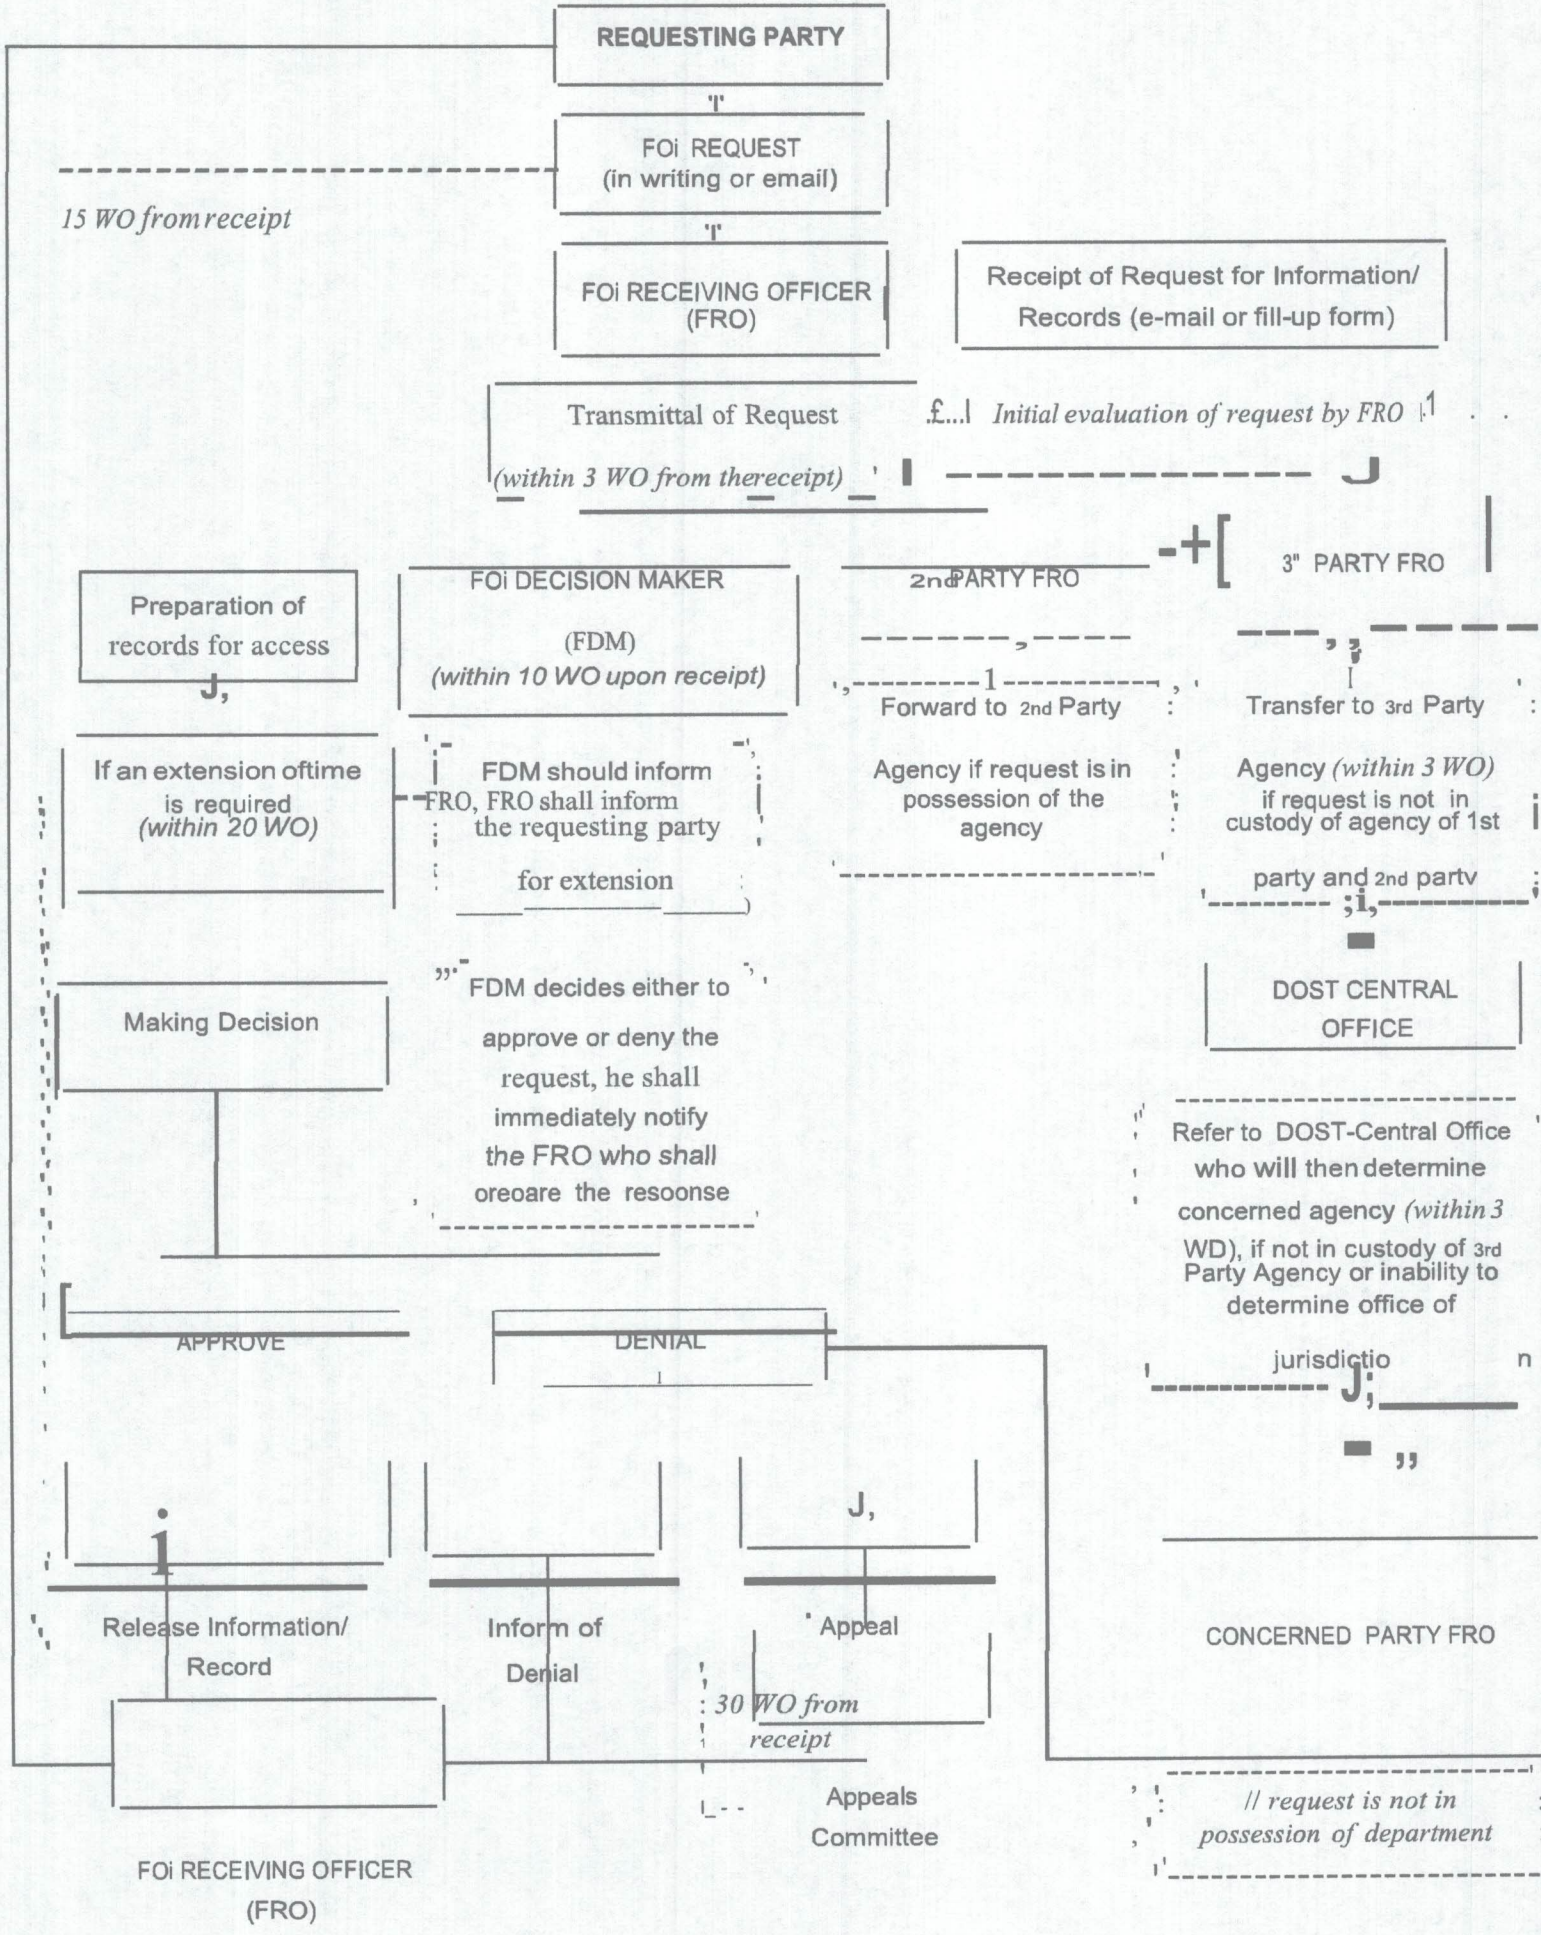 REQUESTING PARTY
FOi REQUEST
(in writing or email)
15 WO from receipt
FOi RECEIVING OFFICER
(FRO)
Receipt of Request for Information/
Records (e-mail or fill-up form)
Transmittal of Request
(within 3 WO from thereceipt)
Initial evaluation of request by FRO
Preparation of
records for access
FOi DECISION MAKER
(FDM)
(within 10 WO upon receipt)
2nd PARTY FRO
3" PARTY FRO
If an extension oftime
is required
(within 20 WO)
FDM should inform
FRO, FRO shall inform
the requesting party
for extension
Forward to 2nd Party
Agency if request is in
possession of the
agency
Transfer to 3rd Party
Agency (within 3 WO)
if request is not in
custody of agency of 1st
party and 2nd partv
DOST CENTRAL
OFFICE
Making Decision
FDM decides either to
approve or deny the
request, he shall
immediately notify
the FRO who shall
oreoare the resoonse
Refer to DOST-Central Office
who will then determine
concerned agency (within 3
WD), if not in custody of 3rd
Party Agency or inability to
determine office of
jurisdictio n
APPROVE
DENIAL
Release Information/
Record
Inform of
Denial
Appeal
30 WO from
receipt
Appeals
Committee
CONCERNED PARTY FRO
// request is not in
possession of department
FOi RECEIVING OFFICER
(FRO)